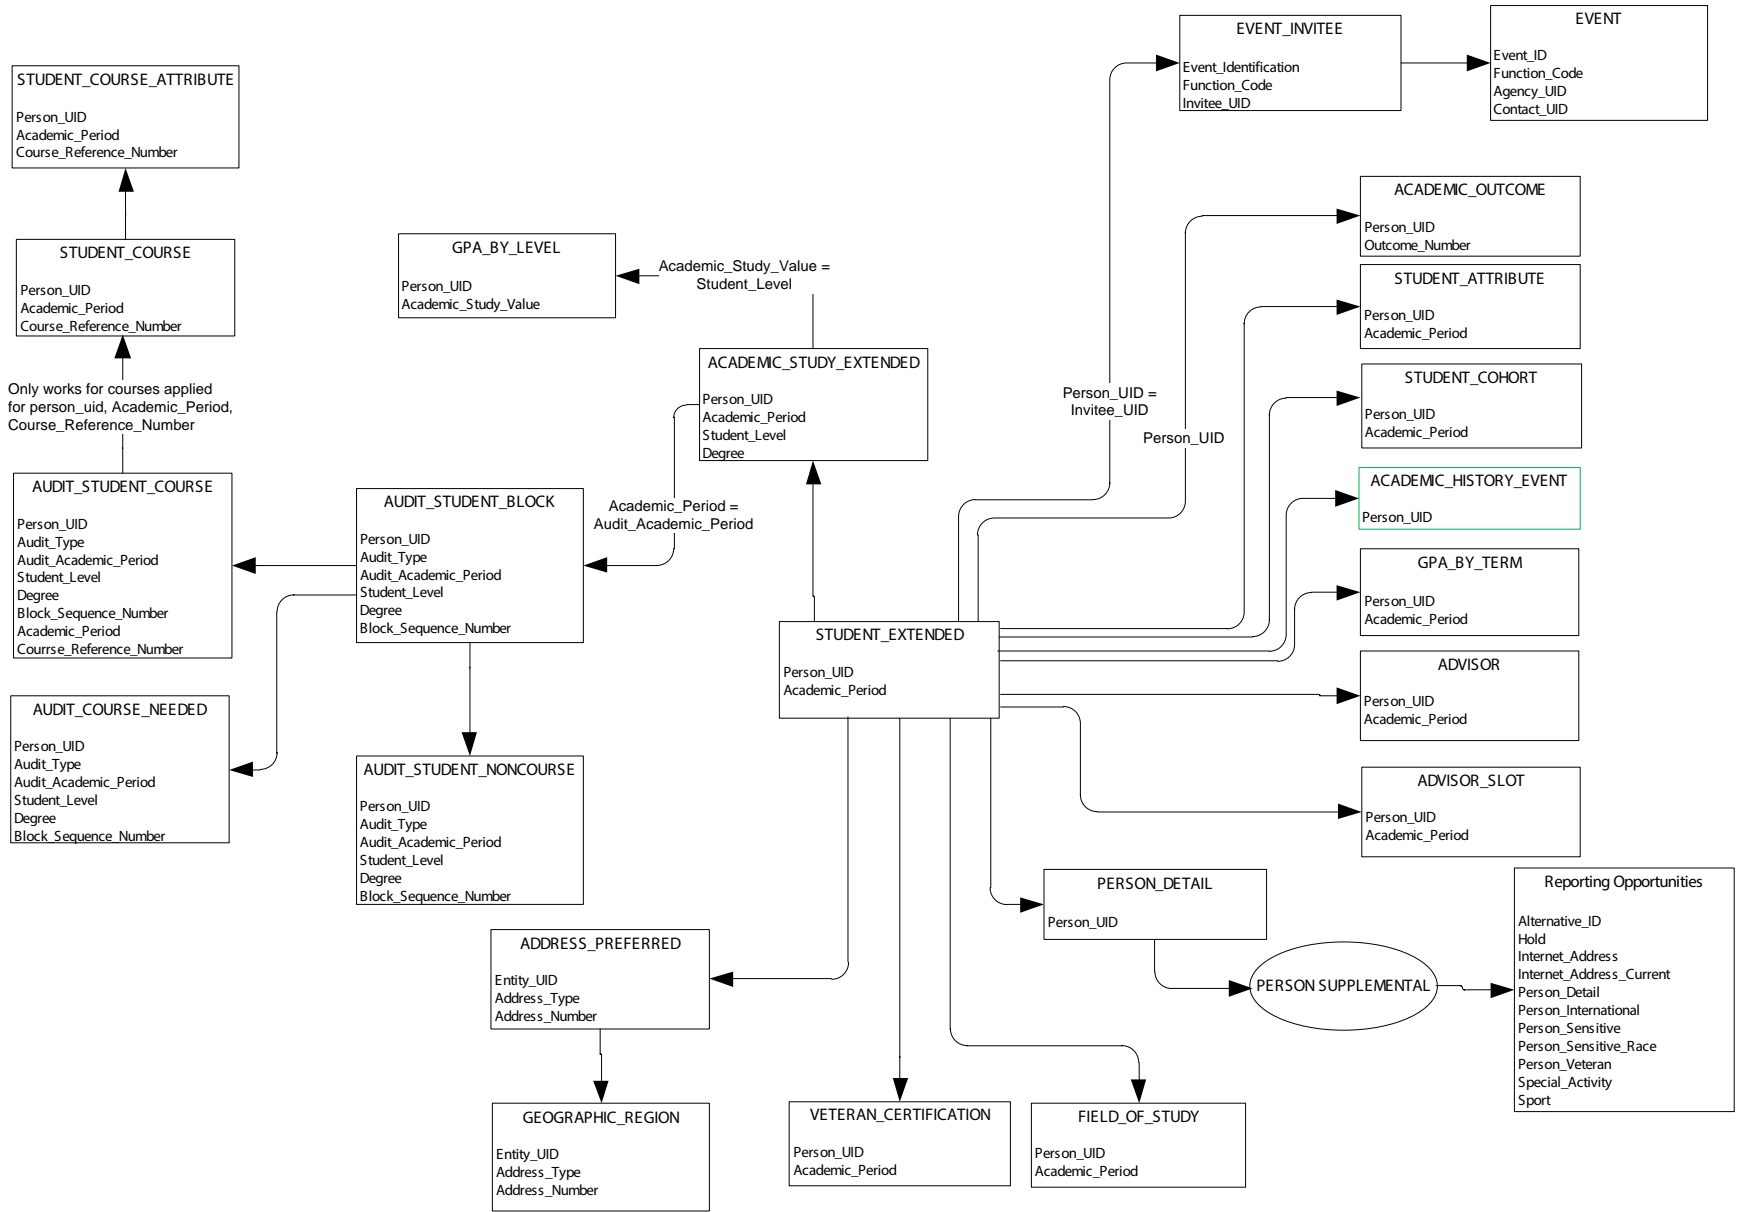 EVENT_INVITEE
Event_Identification
Function_Code
Invitee_UID
EVENT
Event_ID
Function_Code
Agency_UID
Contact_UID
STUDENT_COURSE_ATTRIBUTE
Person_UID
Academic_Period
Course_Reference_Number
STUDENT_COURSE
Person_UID
Academic_Period
Course_Reference_Number
Only works for courses applied
for person_uid, Academic_Period,
Course_Reference_Number
AUDIT_STUDENT_COURSE
Person_UID
Audit_Type
Audit_Academic_Period
Student_Level
Degree
Block_Sequence_Number
Academic_Period
Courrse_Reference_Number
AUDIT_COURSE_NEEDED
Person_UID
Audit_Type
Audit_Academic_Period
Student_Level
Degree
Block_Sequence_Number
GPA_BY_LEVEL
Person_UID
Academic_Study_Value
Academic_Study_Value =
Student_Level
ACADEMIC_STUDY_EXTENDED
Person_UID
Academic_Period
Student_Level
Degree
Academic_Period =
Audit_Academic_Period
AUDIT_STUDENT_BLOCK
Person_UID
Audit_Type
Audit_Academic_Period
Student_Level
Degree
Block_Sequence_Number
AUDIT_STUDENT_NONCOURSE
Person_UID
Audit_Type
Audit_Academic_Period
Student_Level
Degree
Block_Sequence_Number
STUDENT_EXTENDED
Person_UID
Academic_Period
Person_UID =
Invitee_UID
Person_UID
ACADEMIC_OUTCOME
Person_UID
Outcome_Number
STUDENT_ATTRIBUTE
Person_UID
Academic_Period
STUDENT_COHORT
Person_UID
Academic_Period
ACADEMIC_HISTORY_EVENT
Person_UID
GPA_BY_TERM
Person_UID
Academic_Period
ADVISOR
Person_UID
Academic_Period
ADVISOR_SLOT
Person_UID
Academic_Period
PERSON_DETAIL
Person_UID
PERSON SUPPLEMENTAL
Reporting Opportunities
Alternative_ID
Hold
Internet_Address
Internet_Address_Current
Person_Detail
Person_International
Person_Sensitive
Person_Sensitive_Race
Person_Veteran
Special_Activity
Sport
ADDRESS_PREFERRED
Entity_UID
Address_Type
Address_Number
GEOGRAPHIC_REGION
Entity_UID
Address_Type
Address_Number
VETERAN_CERTIFICATION
Person_UID
Academic_Period
FIELD_OF_STUDY
Person_UID
Academic_Period